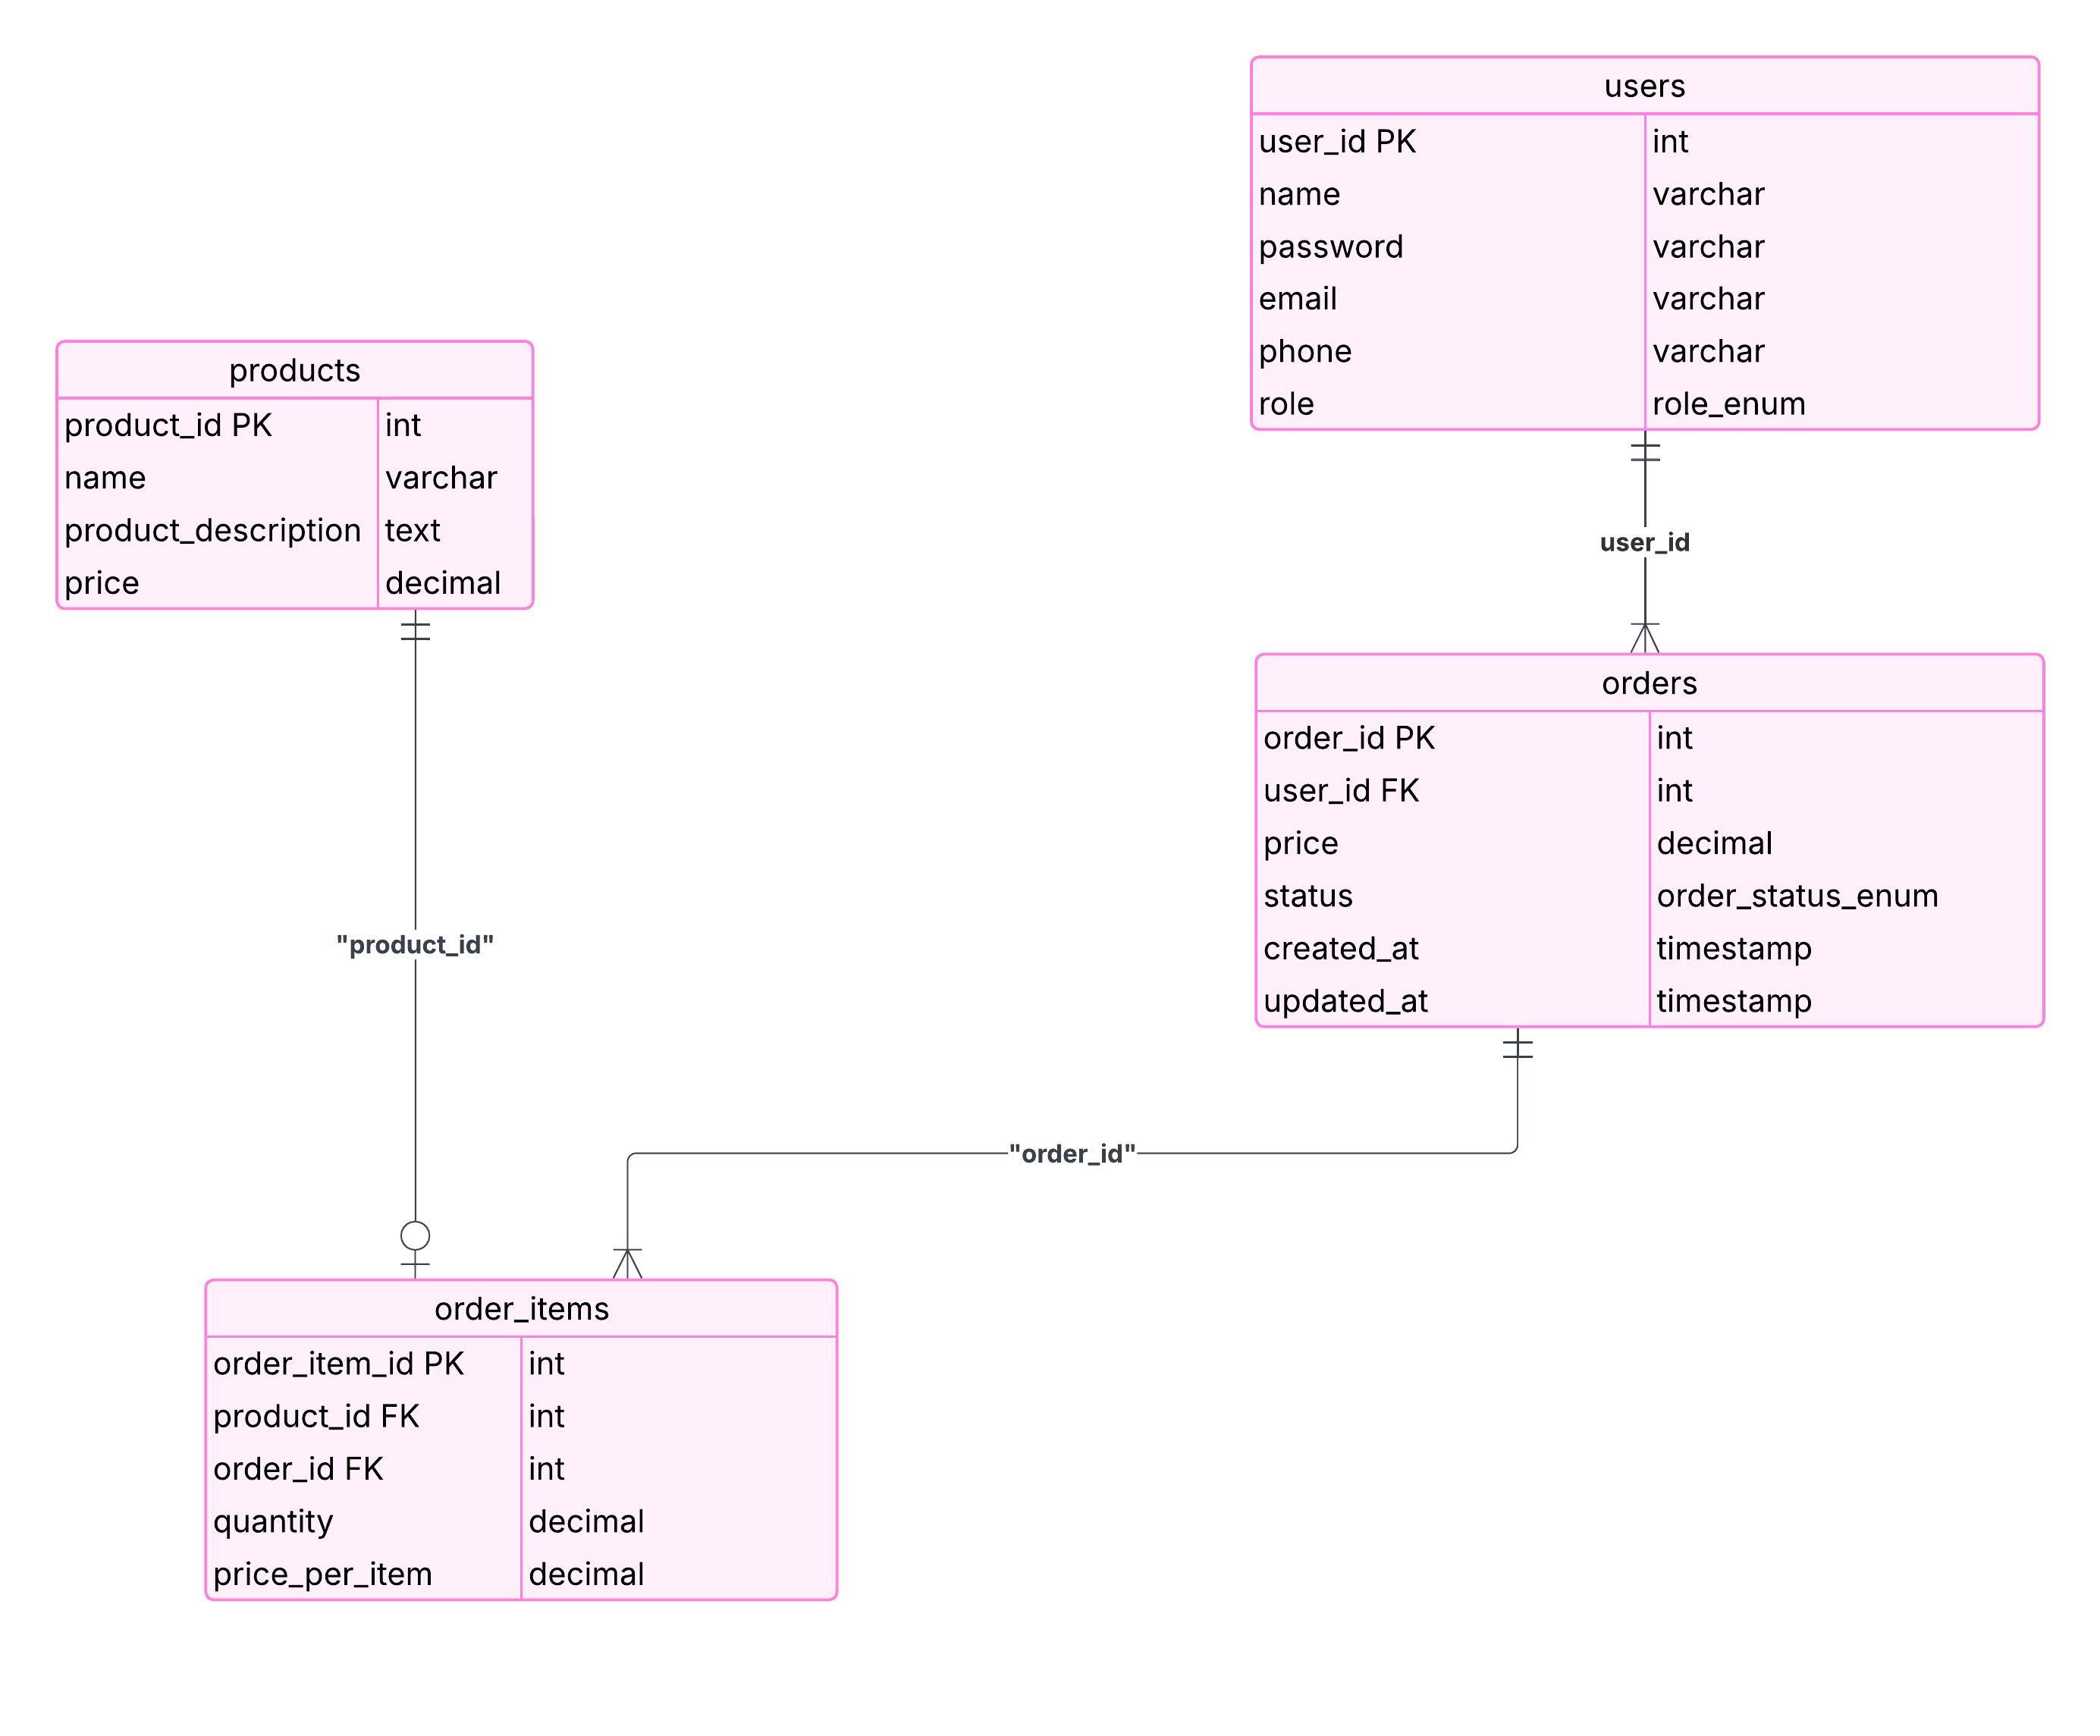 users
user_id PK int
name varchar
password varchar
email varchar
phone varchar
role role_enum
user_id
products
product_id PK int
name varchar
product_description text
price decimal
"product_id"
orders
order_id PK int
user_id FK int
price decimal
status order_status_enum
created_at timestamp
updated_at timestamp
"order_id"
order_items
order_item_id PK int
product_id FK int
order_id FK int
quantity decimal
price_per_item decimal